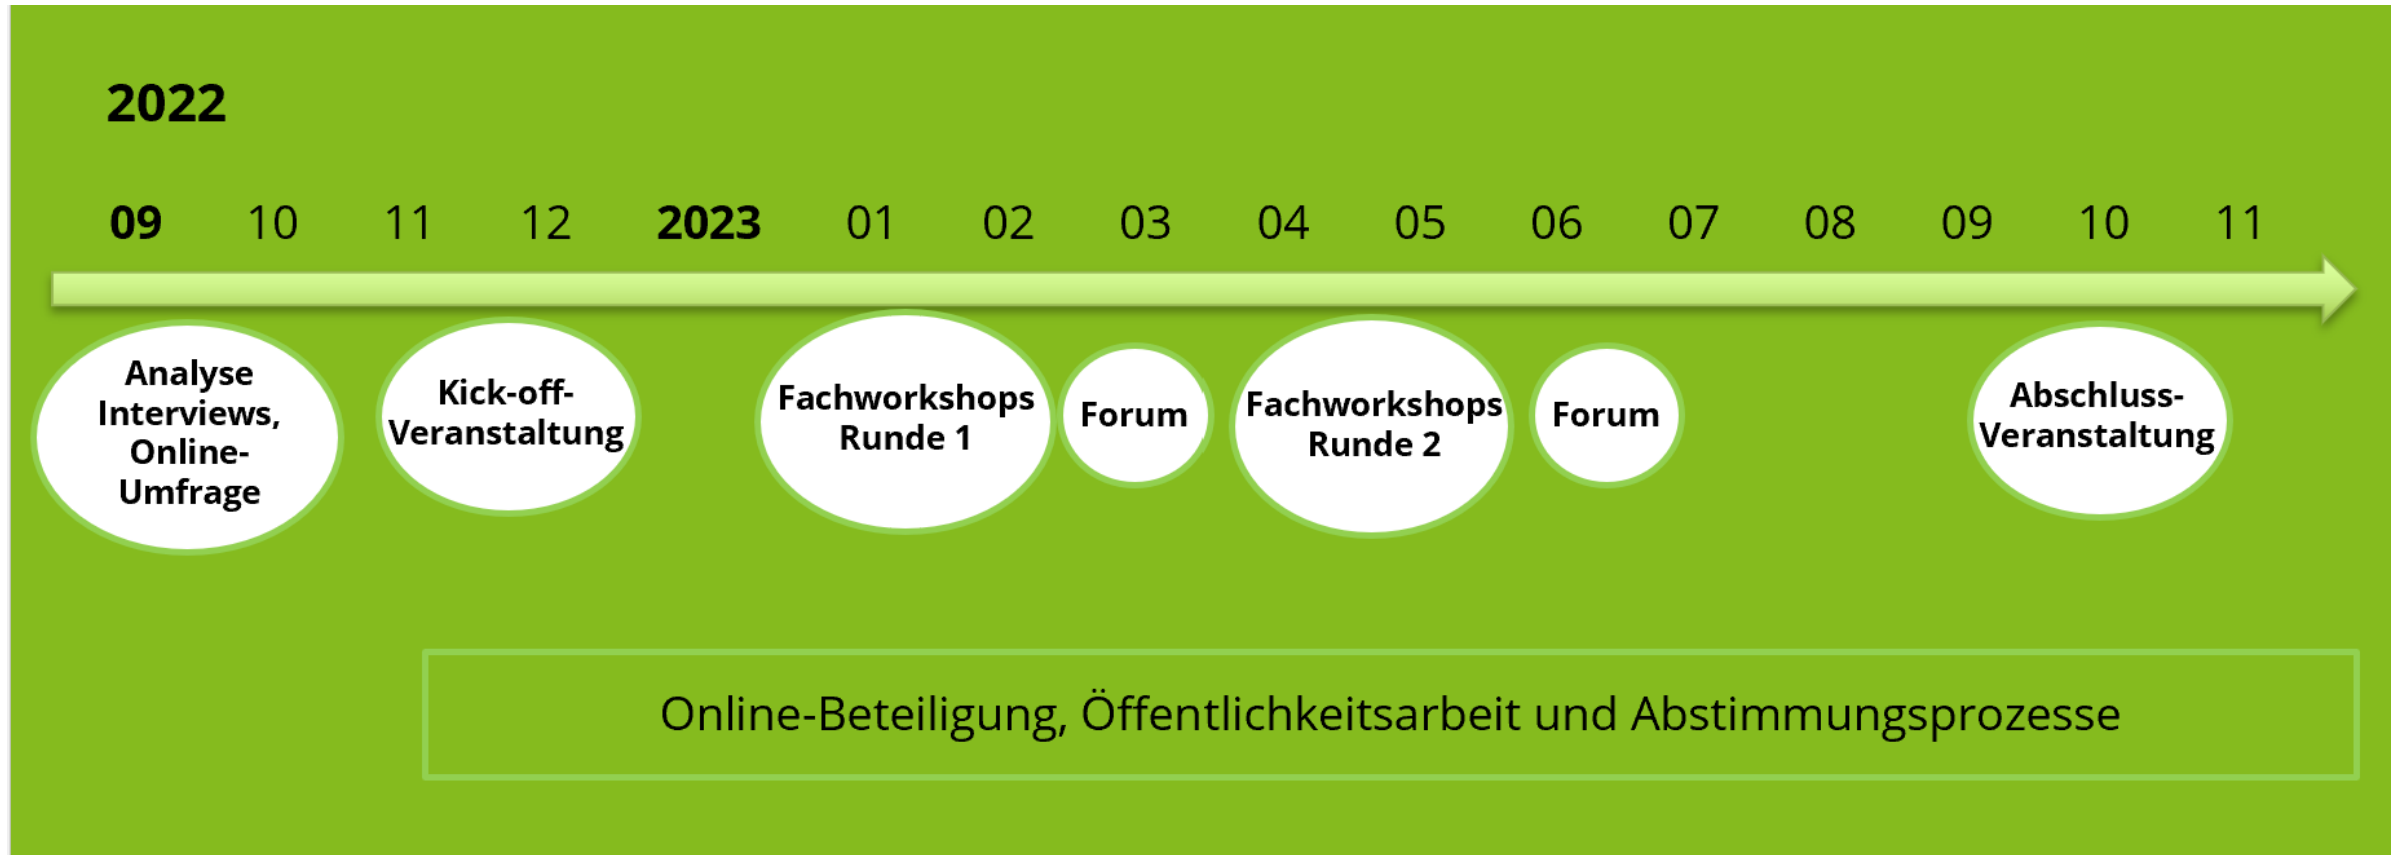 2022
09 10 11 12 2023 01 02 03 04 05 06 07 08 09 10 11
Analyse
Interviews,
Online-
Umfrage
Kick-off-
Veranstaltung
Fachworkshops
Runde 1
Forum
Fachworkshops
Runde 2
Forum
Abschluss-
Veranstaltung
Online-Beteiligung, Öffentlichkeitsarbeit und Abstimmungsprozesse